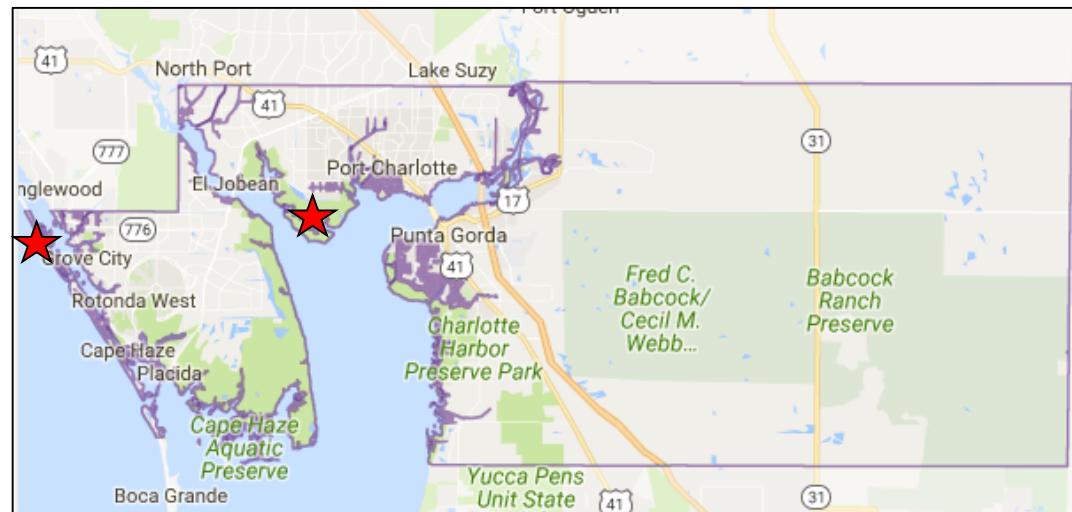 Port Ogden
41
North Port
Lake Suzy
41
31
777
Port Charlotte
El Jobean
nglewood
17
776
Punta Gorda
Grove City
41
Fred C.
Babcock/
Cecil M.
Webb...
Babcock
Ranch
Preserve
Rotonda West
Charlotte
Harbor
Preserve Park
Cape Haze
Placida
Cape Haze
Aquatic
Preserve
Yucca Pens
Unit State
Boca Grande
41
31